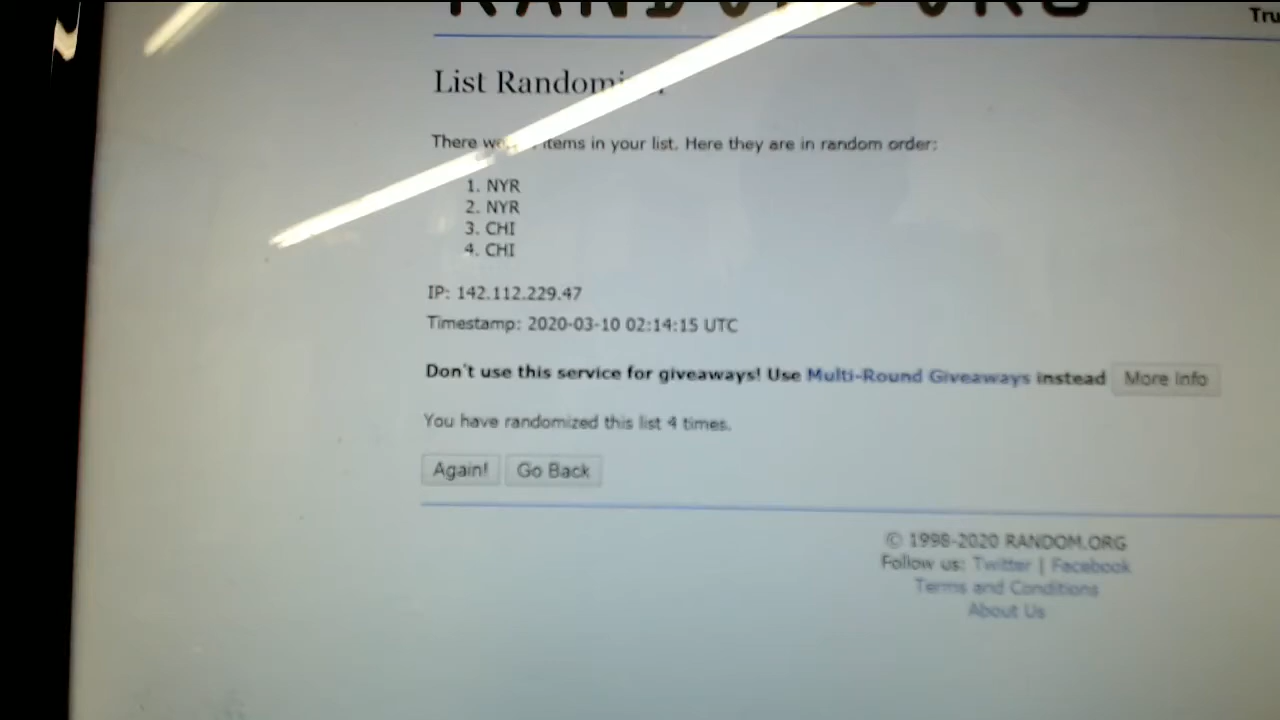 List
There items in your list. Here they are in random order:
1. NYR
2. NYR
3. CHI
4. CHI
IP: 142.112.229.47
Timestamp: 2020-03-10 02:14:15 UTC
Don't use this service for giveaways! Use Multi-Round Giveaways instead More Info
You have randomized this list 4 times.
Again! Go Back
© 1998-2020 RANDOM.ORG
Follow us: Twitter | Facebook
Terms and Conditions
About Us